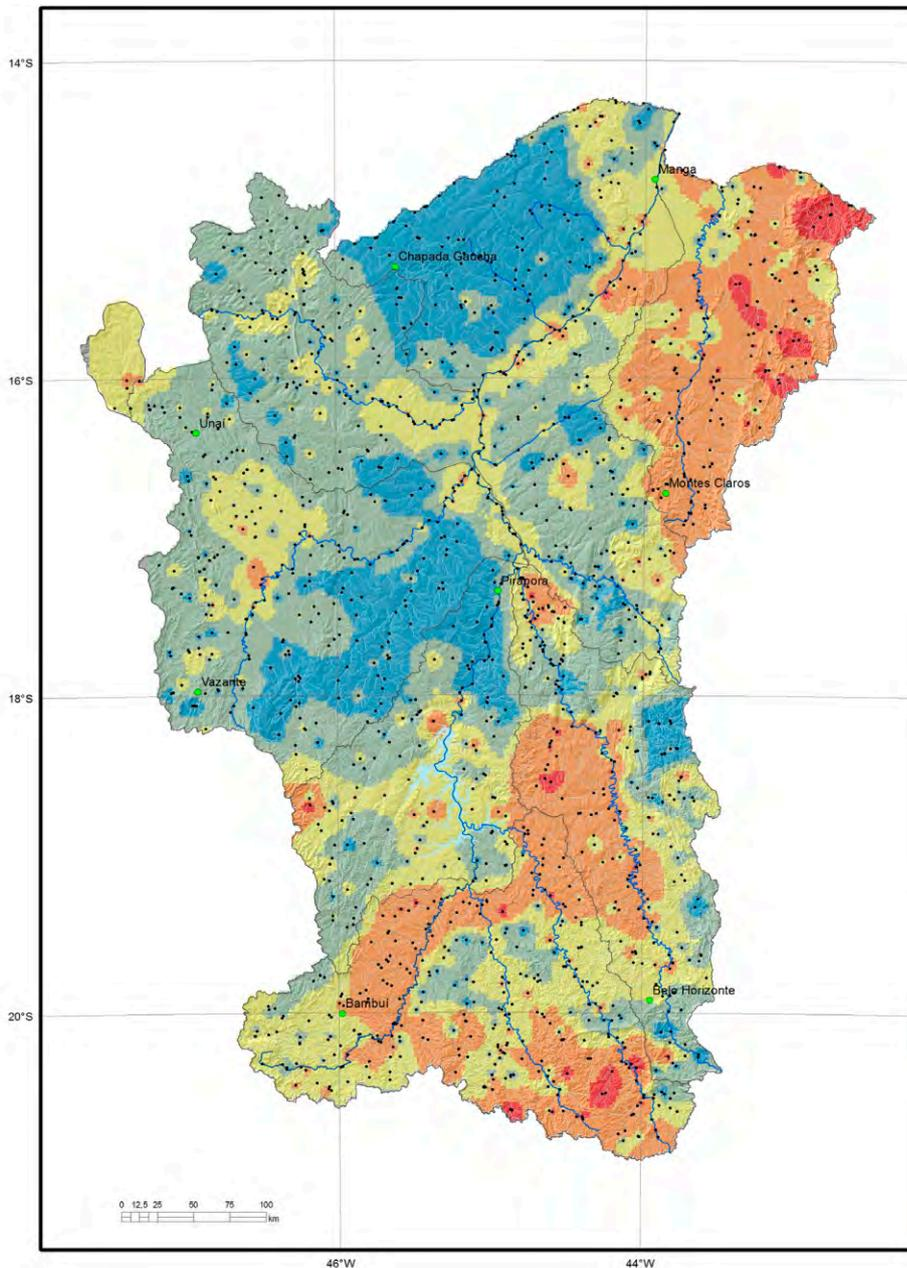 14°S
Manga
Chapada Gaúcha
16°S
Unaí
Montes Claros
Pirapora
Vazante
18°S
Belo Horizonte
Bambuí
20°S
0 12,5 25 50 75 100
km
46°W 44°W